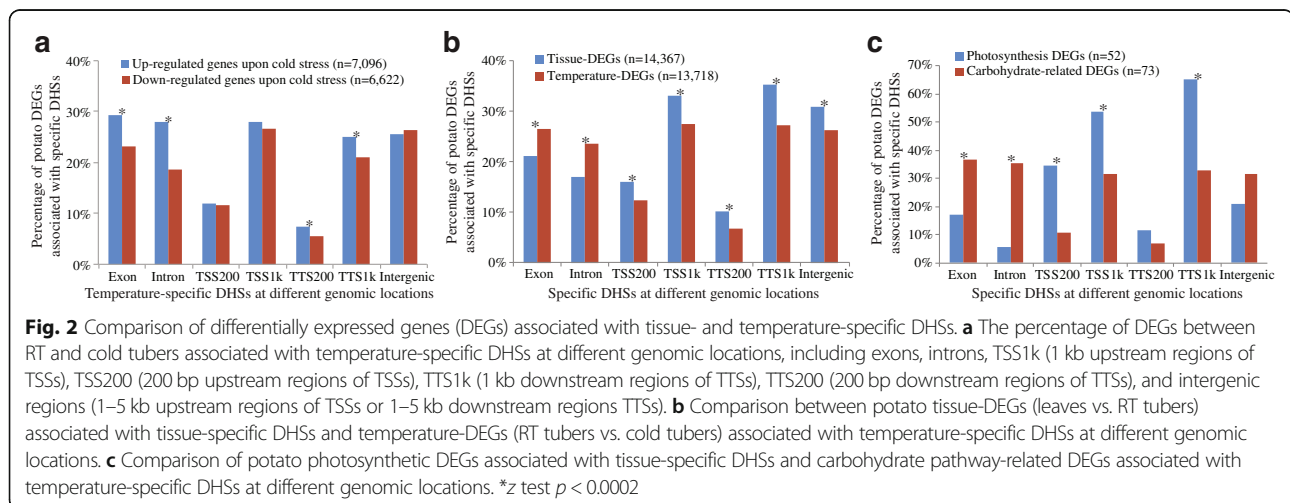 a
Up-regulated genes upon cold stress (n=7,096)
Down-regulated genes upon cold stress (n=6,622)
Percentage of potato DEGs
associated with specific DHSs
40%
30%
20%
10%
0%
* * * *
Exon Intron TSS200 TSS1k TTS200 TTS1k Intergenic
Temperature-specific DHSs at different genomic locations
b
Tissue-DEGs (n=14,367)
Temperature-DEGs (n=13,718)
Percentage of potato DEGs
associated with specific DHSs
40%
30%
20%
10%
0%
* * * * * * *
Exon Intron TSS200 TSS1k TTS200 TTS1k Intergenic
Specific DHSs at different genomic locations
c
Photosynthesis DEGs (n=52)
Carbohydrate-related DEGs (n=73)
Percentage of potato DEGs
associated with specific DHSs
70%
60%
50%
40%
30%
20%
10%
0%
* * * * *
Exon Intron TSS200 TSS1k TTS200 TTS1k Intergenic
Specific DHSs at different genomic locations
Fig. 2 Comparison of differentially expressed genes (DEGs) associated with tissue- and temperature-specific DHSs. a The percentage of DEGs between
RT and cold tubers associated with temperature-specific DHSs at different genomic locations, including exons, introns, TSS1k (1 kb upstream regions of
TSSs), TSS200 (200 bp upstream regions of TSSs), TTS1k (1 kb downstream regions of TTSs), TTS200 (200 bp downstream regions of TTSs), and intergenic
regions (1–5 kb upstream regions of TSSs or 1–5 kb downstream regions TTSs). b Comparison between potato tissue-DEGs (leaves vs. RT tubers)
associated with tissue-specific DHSs and temperature-DEGs (RT tubers vs. cold tubers) associated with temperature-specific DHSs at different genomic
locations. c Comparison of potato photosynthetic DEGs associated with tissue-specific DHSs and carbohydrate pathway-related DEGs associated with
temperature-specific DHSs at different genomic locations. *z test p < 0.0002